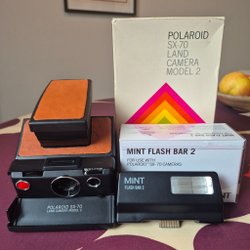 POLAROID
SX-70
LAND
CAMERA
MODEL 2
MINT FLASH BAR 2
FOR USE WITH
POLAROID SX-70 CAMERAS
POLAROID SX-70
LAND CAMERA MODEL 2
MINT
FLASH BAR 2